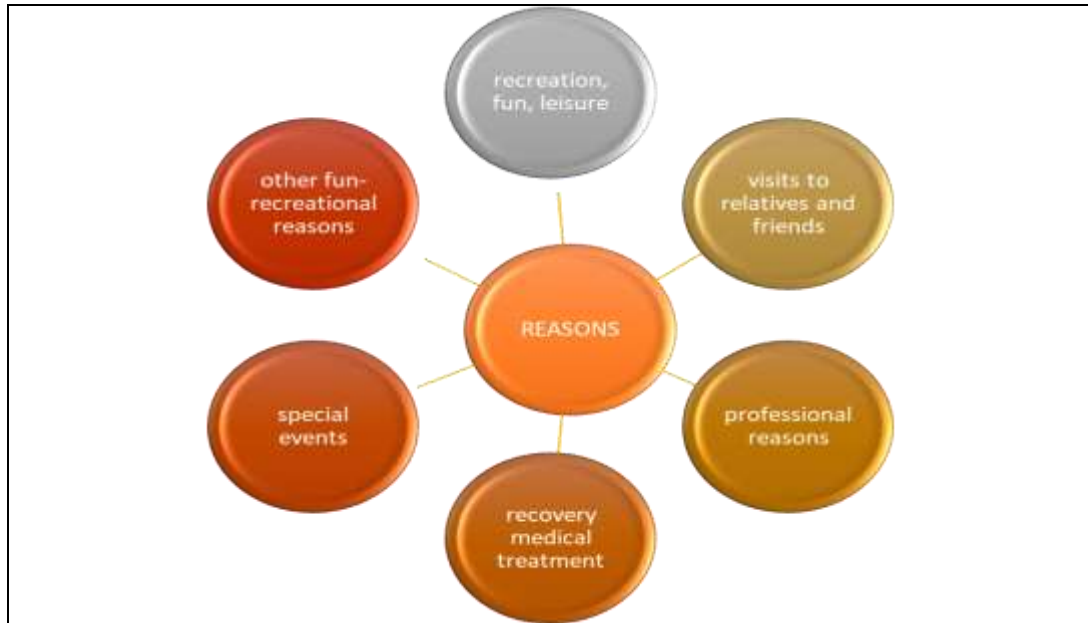 recreation,
fun, leisure
visits to
relatives and
friends
professional
reasons
recovery
medical
treatment
special
events
other fun-
recreational
reasons
REASONS